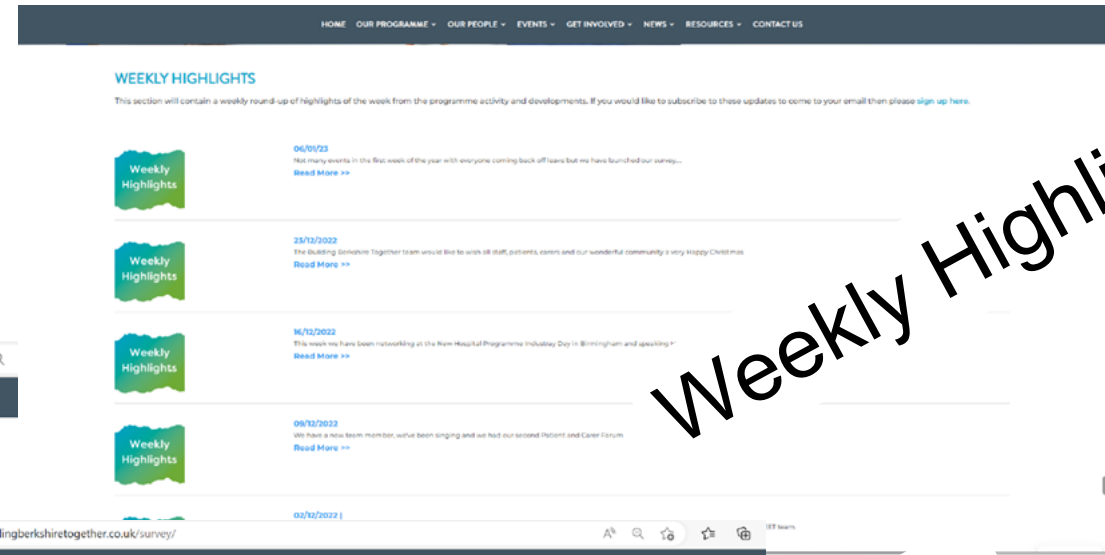 HOME OUR PROGRAMME OUR PEOPLE EVENTS GET INVOLVED NEWS RESOURCES CONTACT US
WEEKLY HIGHLIGHTS
This section will contain a weekly round-up of highlights of the week from the programme activity and developments. If you would like to subscribe to these updates to come to your email then please sign up here.
Weekly
Highlights
06/01/23
Not many events in the first week of the year with everyone coming back off leave but we have launched our survey...
Read More >>
Weekly
Highlights
23/12/2022
The Building Berkshire Together team would like to wish all staff, patients, carers and our wonderful community a very Happy Christmas
Read More >>
Weekly
Highlights
16/12/2022
This week we have been networking at the New Hospital Programme Industry Day in Birmingham and speaking
Read More >>
Weekly
Highlights
09/12/2022
We have a new team member, we've been singing and we had our second Patient and Carer Forum
Read More >>
02/12/2022 |
team
lingberkshiretogether.co.uk/survey/
Weekly Highli